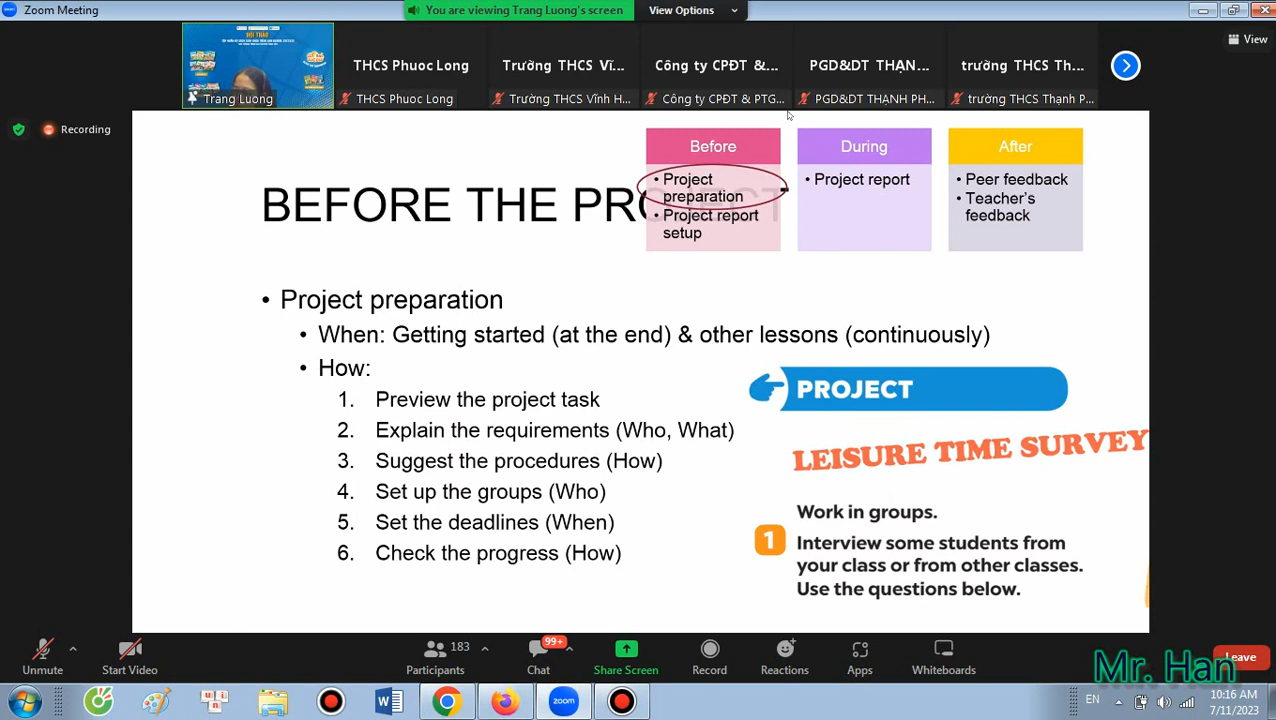 Zoom Meeting
You are viewing Trang Luong's screen
View Options
View
HỘI THẢO
Trang Luong
THCS Phuoc Long
THCS Phuoc Long
Trường THCS Vĩ...
Trường THCS Vĩnh H...
Công ty CPĐT &...
Công ty CPĐT & PTG...
PGD&DT THẠN...
PGD&DT THẠNH PH...
trường THCS Th...
trường THCS Thạnh P...
Recording
Before
• Project
preparation
• Project report
setup
During
• Project report
After
• Peer feedback
• Teacher's
feedback
BEFORE THE PROJECT
• Project preparation
• When: Getting started (at the end) & other lessons (continuously)
• How:
1. Preview the project task
2. Explain the requirements (Who, What)
3. Suggest the procedures (How)
4. Set up the groups (Who)
5. Set the deadlines (When)
6. Check the progress (How)
PROJECT
LEISURE TIME SURVEY
Work in groups.
1 Interview some students from
your class or from other classes.
Use the questions below.
Unmute
Start Video
Participants
183
Chat
99+
Share Screen
Record
Reactions
Apps
Whiteboards
Leave
Mr. Han
zoom
EN
10:16 AM
7/11/2023